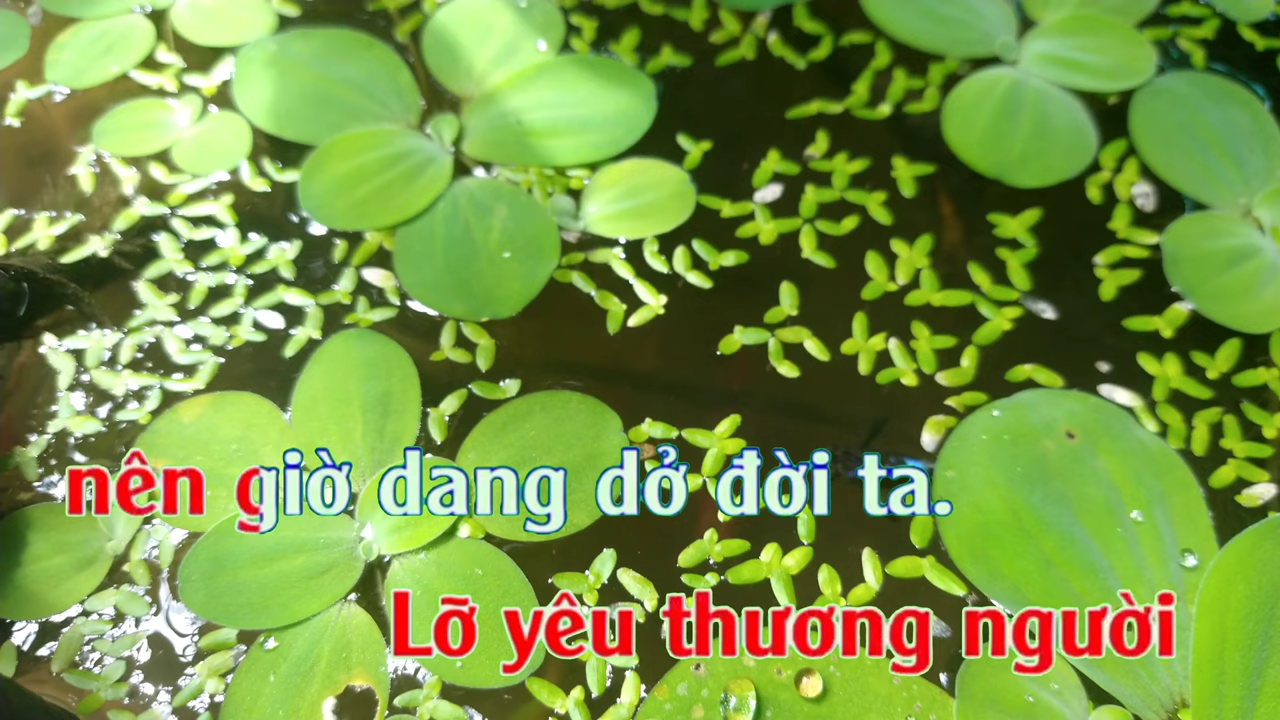 nên giờ dang dở đời ta.
Lỡ yêu thương người